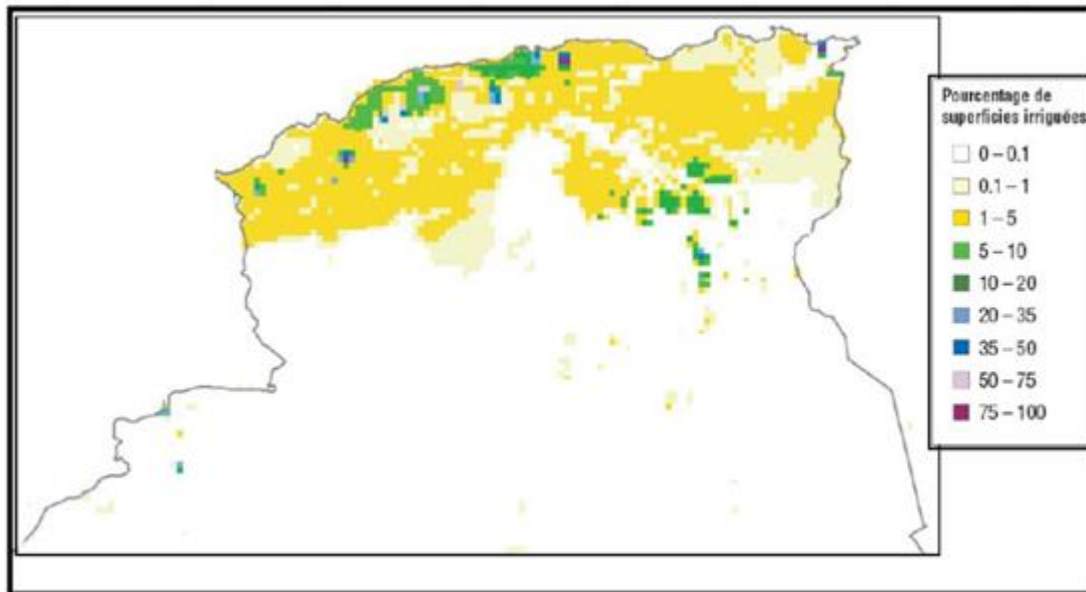 Pourcentage de
superficies irriguées
0 – 0.1
0.1 – 1
1 – 5
5 – 10
10 – 20
20 – 35
35 – 50
50 – 75
75 – 100